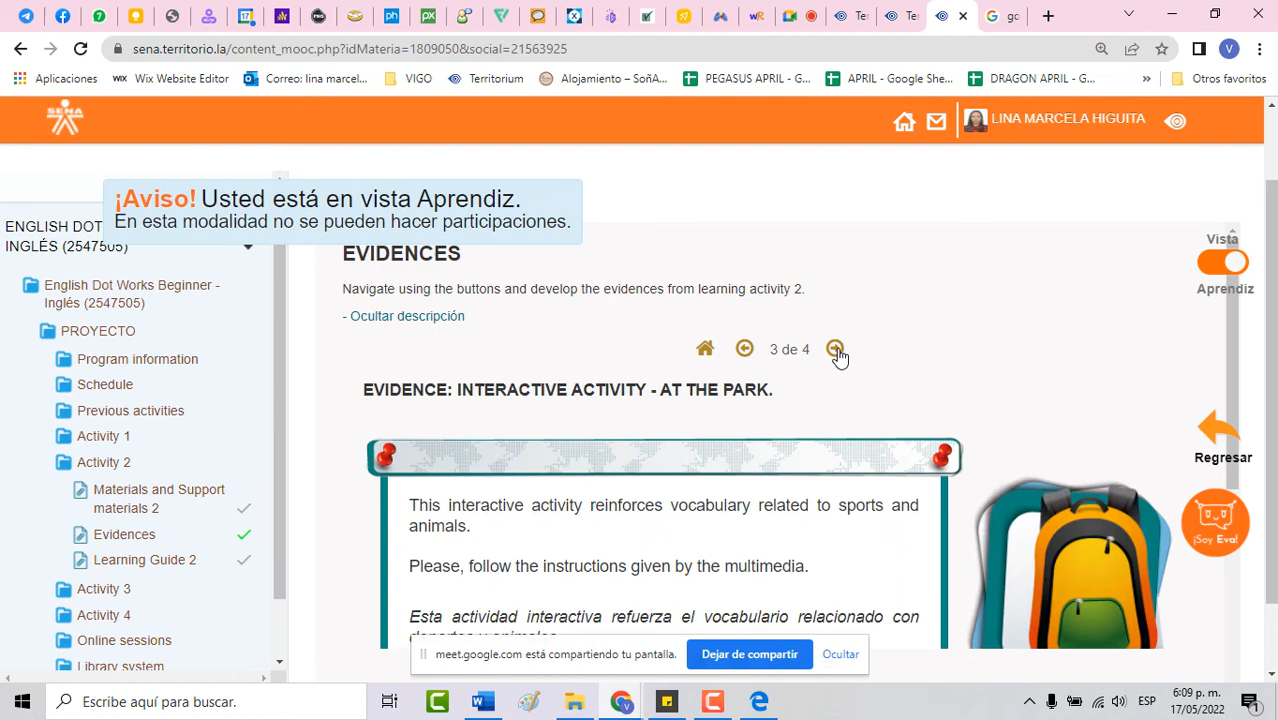 sena.territorio.la/content_mooc.php?idMateria=1809050&social=21563925
Aplicaciones
WiX Wix Website Editor
Correo: lina marcel...
VIGO
Territorium
Alojamiento – SoñA...
PEGASUS APRIL - G...
APRIL - Google She...
DRAGON APRIL - G...
Otros favoritos
SENA
LINA MARCELA HIGUITA
¡Aviso! Usted está en vista Aprendiz.
En esta modalidad no se pueden hacer participaciones.
ENGLISH DOT
INGLÉS (2547505)
English Dot Works Beginner -
Inglés (2547505)
PROYECTO
Program information
Schedule
Previous activities
Activity 1
Activity 2
Materials and Support
materials 2
Evidences
Learning Guide 2
Activity 3
Activity 4
Online sessions
Library system
EVIDENCES
Navigate using the buttons and develop the evidences from learning activity 2.
- Ocultar descripción
3 de 4
EVIDENCE: INTERACTIVE ACTIVITY - AT THE PARK.
This interactive activity reinforces vocabulary related to sports and
animals.
Please, follow the instructions given by the multimedia.
Esta actividad interactiva refuerza el vocabulario relacionado con
Vista
Aprendiz
Regresar
¡Soy Eva!
meet.google.com está compartiendo tu pantalla.
Dejar de compartir
Ocultar
Escribe aquí para buscar.
ESP
6:09 p. m.
17/05/2022